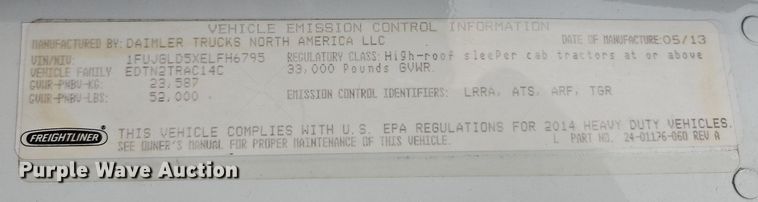 VEHICLE EMISSION CONTROL INFORMATION
MANUFACTURED BY: DAIMLER TRUCKS NORTH AMERICA LLC DATE OF MANUFACTURE: 05/13
VIN/NIV: 1FUJGLD5XELFH6795 REGULATORY CLASS: High-roof sleePer cab tractors at or above
VEHICLE FAMILY EDTN2TRAC14C 33,000 Pounds GVWR.
GVWR-PNBV-KG: 23,587
GVWR-PNBV-LBS: 52,000 EMISSION CONTROL IDENTIFIERS: LRRA, ATS, ARF, TGR
FREIGHTLINER THIS VEHICLE COMPLIES WITH U.S. EPA REGULATIONS FOR 2014 HEAVY DUTY VEHICLES.
SEE OWNER'S MANUAL FOR PROPER MAINTENANCE OF THIS VEHICLE. L PART NO. 24-01176-060 REV A
Purple Wave Auction